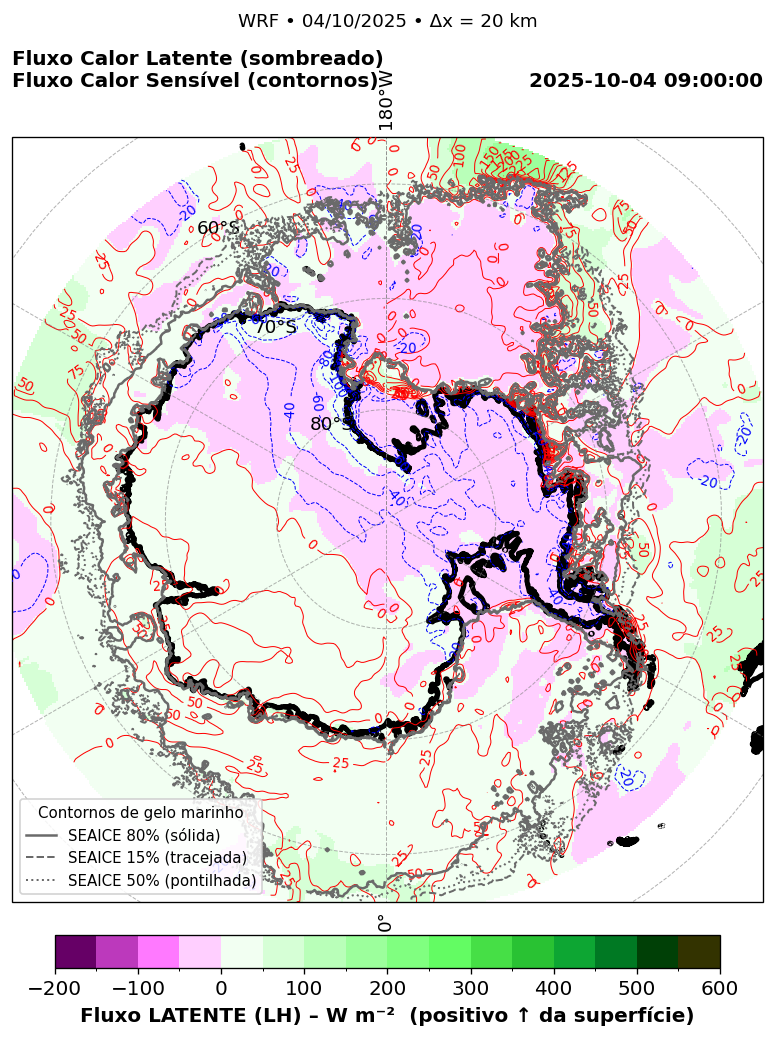 WRF • 04/10/2025 • Δx = 20 km
Fluxo Calor Latente (sombreado)
Fluxo Calor Sensível (contornos)
2025-10-04 09:00:00
180°W
60°S
70°S
80°S
0°
Contornos de gelo marinho
SEAICE 80% (sólida)
SEAICE 15% (tracejada)
SEAICE 50% (pontilhada)
−200 −100 0 100 200 300 400 500 600
Fluxo LATENTE (LH) – W m⁻² (positivo ↑ da superfície)